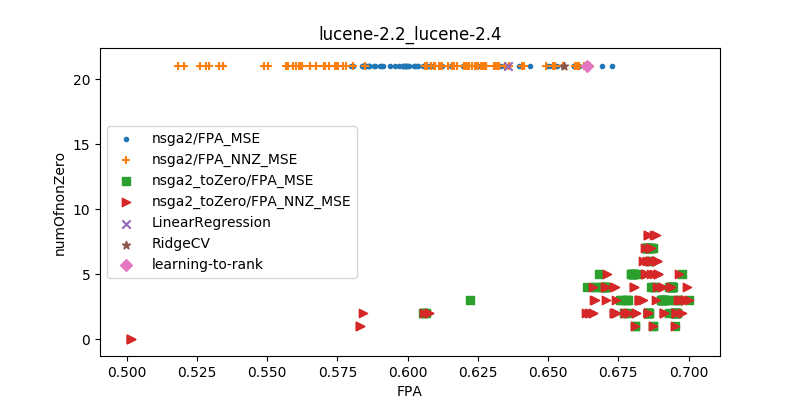 lucene-2.2_lucene-2.4
numOfnonZero
20
15
10
5
0
nsga2/FPA_MSE
nsga2/FPA_NNZ_MSE
nsga2_toZero/FPA_MSE
nsga2_toZero/FPA_NNZ_MSE
LinearRegression
RidgeCV
learning-to-rank
0.500 0.525 0.550 0.575 0.600 0.625 0.650 0.675 0.700
FPA